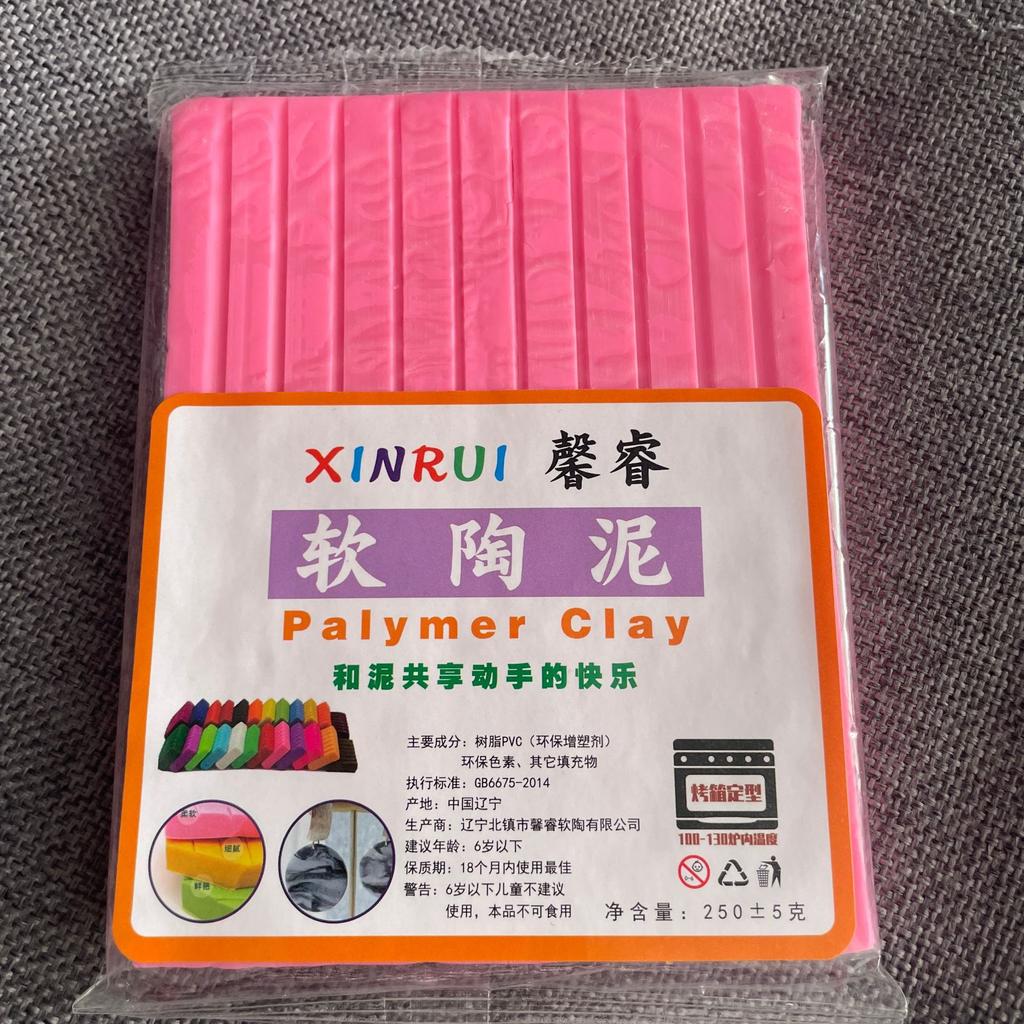 XINRUI 馨睿
软陶泥
Palymer Clay
和泥共享动手的快乐
主要成分：树脂PVC（环保增塑剂）
环保色素、其它填充物
执行标准：GB6675-2014
产地：中国辽宁
生产商：辽宁北镇市馨睿软陶有限公司
建议年龄：6岁以下
保质期：18个月内使用最佳
警告：6岁以下儿童不建议
使用，本品不可食用
烤箱定型
100-130炉内温度
柔软
细腻
鲜艳
净含量：250±5克